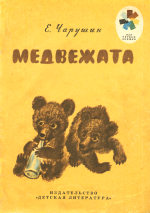 Е. Чарушин
МЕДВЕЖАТА
ИЗДАТЕЛЬСТВО
«ДЕТСКАЯ ЛИТЕРАТУРА»